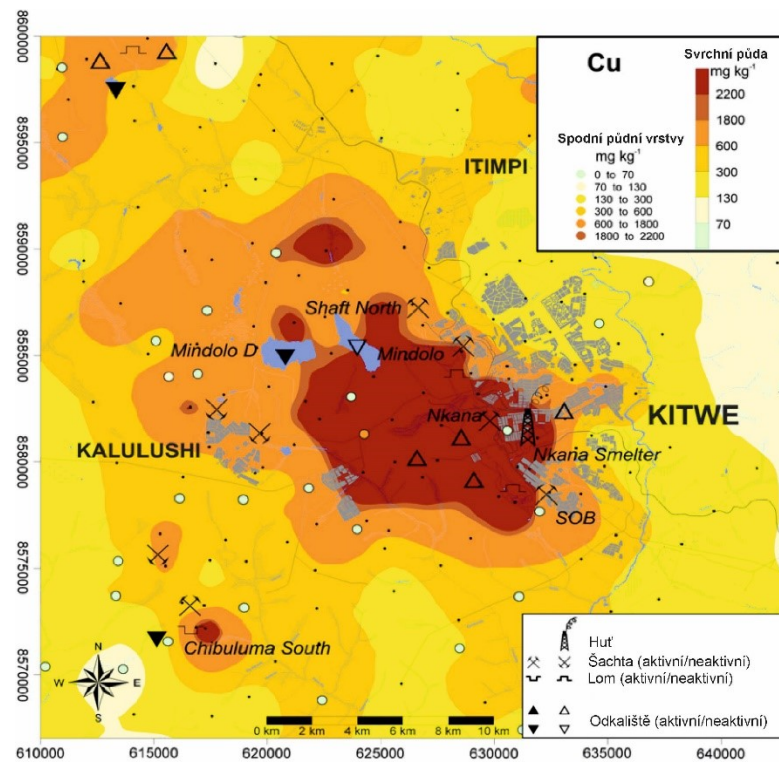 8600000
8595000
8590000
8585000
8580000
8575000
8570000
610000
615000
620000
625000
630000
635000
640000
Cu
Svrchní půda
mg kg-1
2200
1800
600
300
130
70
Spodní půdní vrstvy
mg kg-1
0 to 70
70 to 130
130 to 300
300 to 600
600 to 1800
1800 to 2200
ITIMPI
Shaft North
Mindolo D
Mindolo
Nkana
KITWE
KALULUSHI
Nkana Smelter
SOB
Chibuluma South
N
W
E
S
0 km
2 km
4 km
6 km
8 km
10 km
Huť
Šachta (aktivní/neaktivní)
Lom (aktivní/neaktivní)
Odkaliště (aktivní/neaktivní)